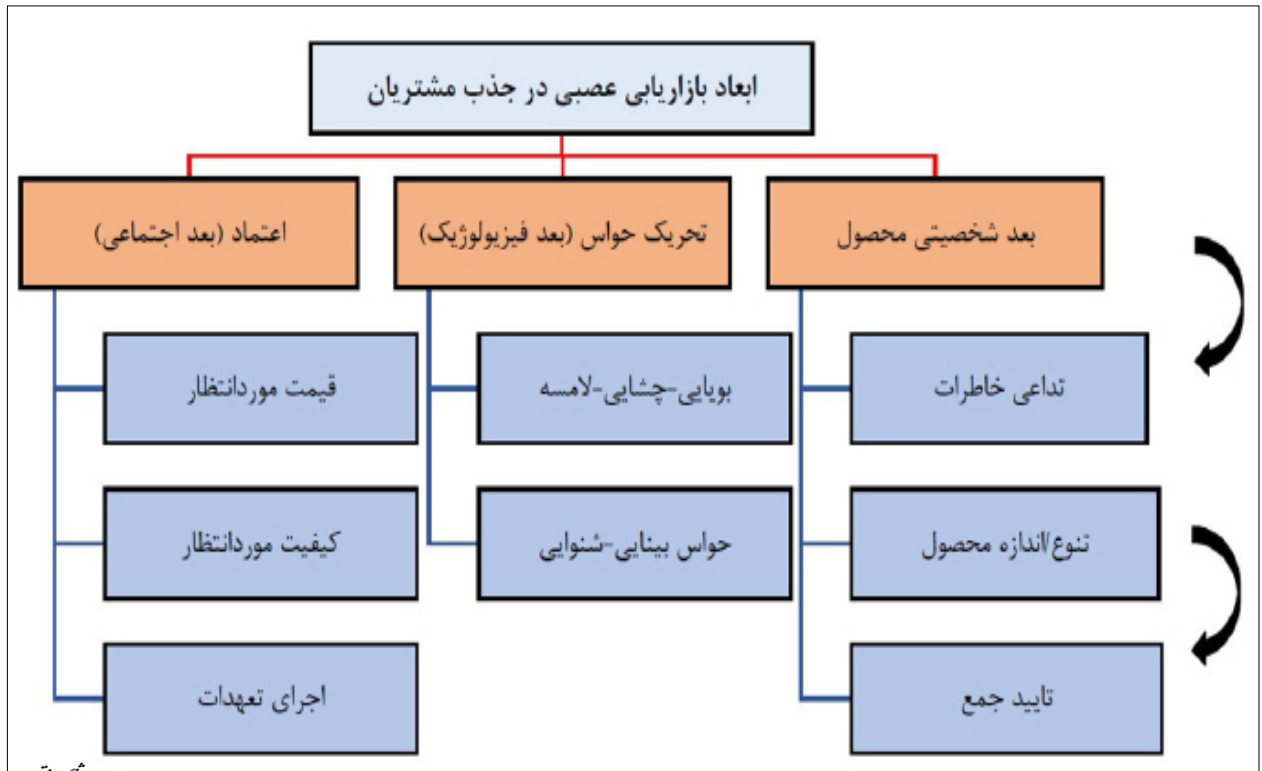 ابعاد بازاریابی عصبی در جذب مشتریان
بعد شخصیتی محصول
تحریک حواس (بعد فیزیولوژیک)
اعتماد (بعد اجتماعی)
تداعی خاطرات
بویایی-چشایی-لامسه
قیمت موردانتظار
تنوع/اندازه محصول
حواس بینایی-شنوایی
کیفیت موردانتظار
تایید جمع
اجرای تعهدات